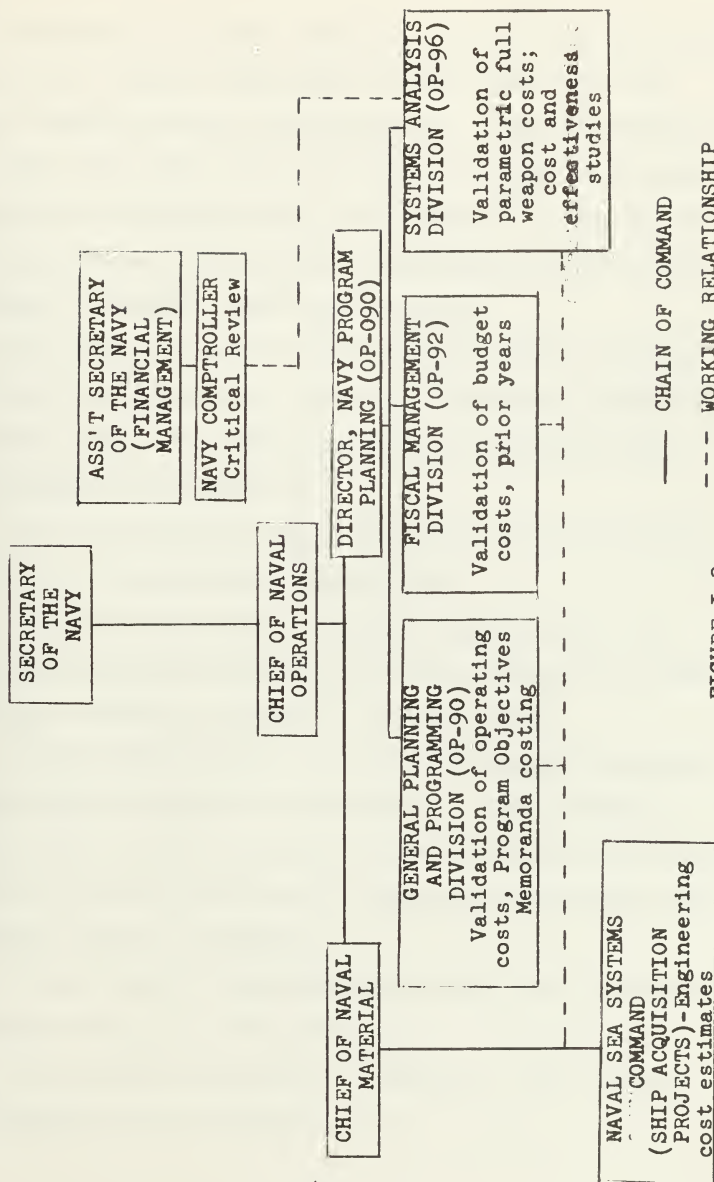 SECRETARY
OF THE
NAVY
ASS'T SECRETARY
OF THE NAVY
(FINANCIAL
MANAGEMENT)
NAVY COMPTROLLER
Critical Review
CHIEF OF NAVAL
OPERATIONS
CHIEF OF NAVAL
MATERIAL
DIRECTOR, NAVY PROGRAM
PLANNING (OP-090)
GENERAL PLANNING
AND PROGRAMMING
DIVISION (OP-90)
Validation of operating
costs, Program Objectives
Memoranda costing
FISCAL MANAGEMENT
DIVISION (OP-92)
Validation of budget
costs, prior years
SYSTEMS ANALYSIS
DIVISION (OP-96)
Validation of
parametric full
weapon costs;
cost and
effectiveness
studies
NAVAL SEA SYSTEMS
COMMAND
(SHIP ACQUISITION
PROJECTS)-Engineering
cost estimates
CHAIN OF COMMAND
WORKING RELATIONSHIP